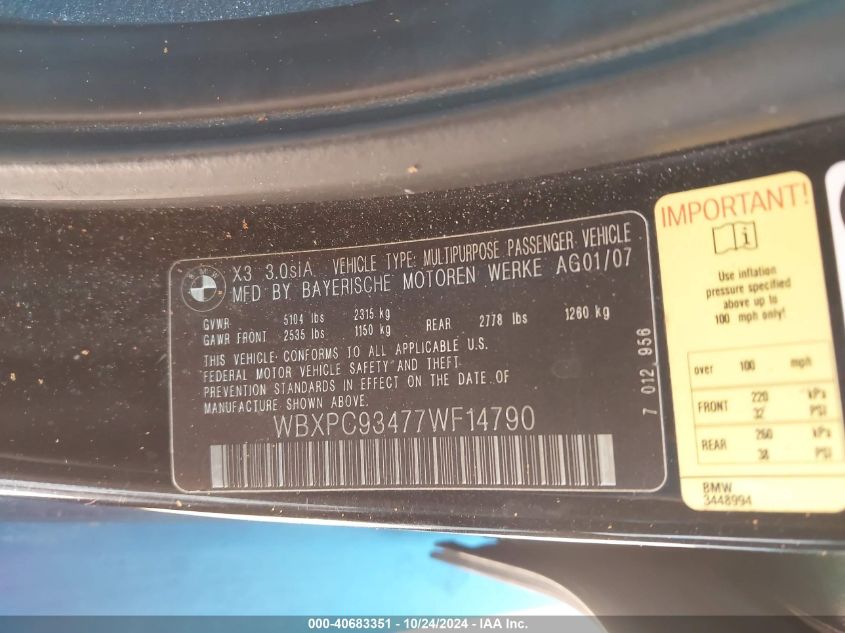 X3 3.0siA VEHICLE TYPE: MULTIPURPOSE PASSENGER VEHICLE
MFD BY BAYERISCHE MOTOREN WERKE AG01/07
GVWR 5104 lbs 2315 kg
GAWR FRONT 2535 lbs 1150 kg REAR 2778 lbs 1260 kg
THIS VEHICLE CONFORMS TO ALL APPLICABLE U.S.
FEDERAL MOTOR VEHICLE SAFETY AND THEFT
PREVENTION STANDARDS IN EFFECT ON THE DATE OF
MANUFACTURE SHOWN ABOVE.
WBXPC93477WF14790
7 012 956
IMPORTANT!
i
Use inflation
pressure specified
above up to
100 mph only!
over 100 mph
FRONT 220 kPa
32 PSI
REAR 260 kPa
38 PSI
BMW
3448994
000-40683351 - 10/24/2024 - IAA Inc.